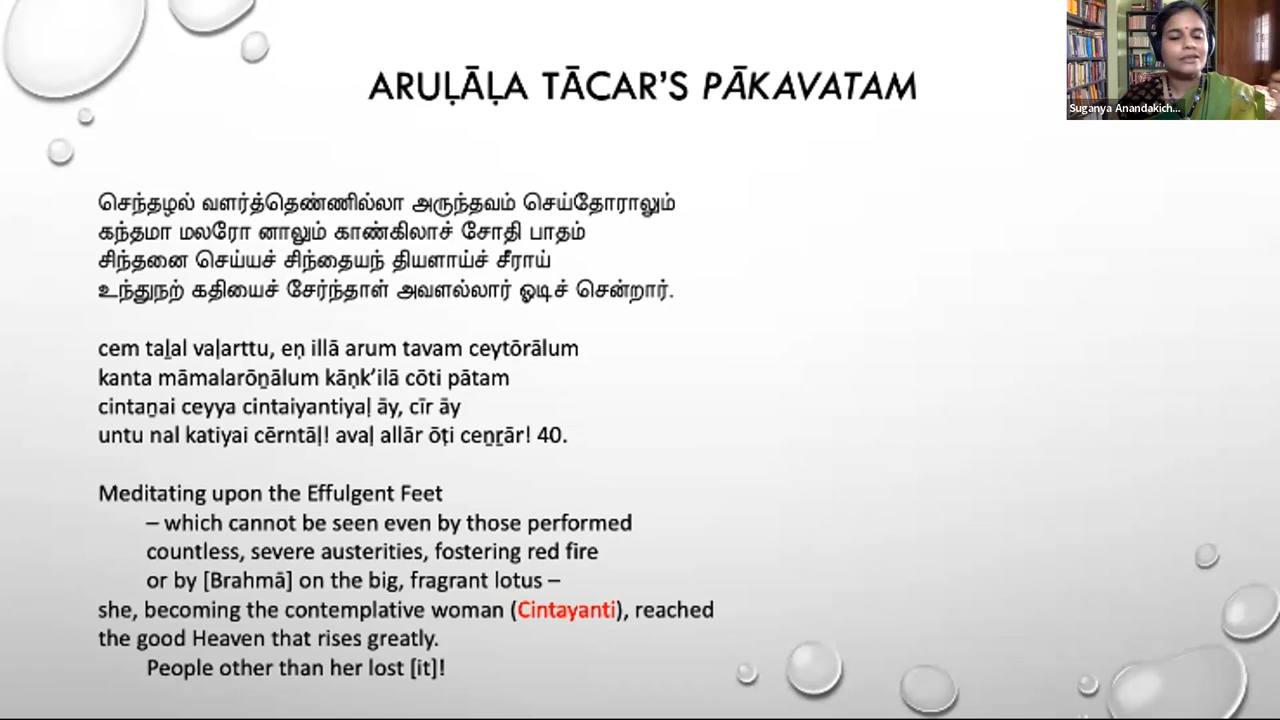 ARUḶĀḶA TĀCAR'S PĀKAVATAM
Suganya Anandakich...
செந்தழல் வளர்த்தெண்ணில்லா அருந்தவம் செய்தோராலும்
கந்தமா மலரோ னாலும் காண்கிலாச் சோதி பாதம்
சிந்தனை செய்யச் சிந்தையந் தியளாய்ச் சீராய்
உந்துநற் கதியைச் சேர்ந்தாள் அவளல்லார் ஓடிச் சென்றார்.
cem taḻal vaḷarttu, eṇ illā arum tavam ceytōrālum
kanta māmalarōṉālum kāṇk'ilā cōti pātam
cintaṉai ceyya cintaiyantiyaḷ āy, cīr āy
untu nal katiyai cērntāḷ! avaḷ allār ōṭi ceṉṟār! 40.
Meditating upon the Effulgent Feet
– which cannot be seen even by those performed
countless, severe austerities, fostering red fire
or by [Brahmā] on the big, fragrant lotus –
she, becoming the contemplative woman (Cintayanti), reached
the good Heaven that rises greatly.
People other than her lost [it]!